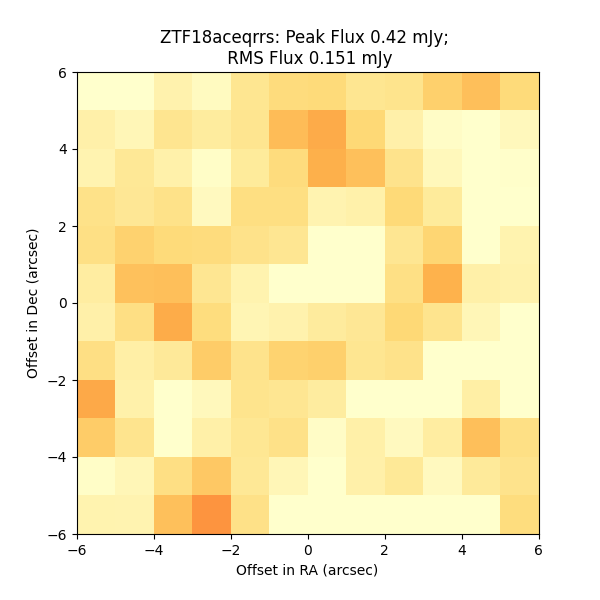 ZTF18aceqrrs: Peak Flux 0.42 mJy;
RMS Flux 0.151 mJy
6
4
2
0
−2
−4
−6
Offset in Dec (arcsec)
−6 −4 −2 0 2 4 6
Offset in RA (arcsec)